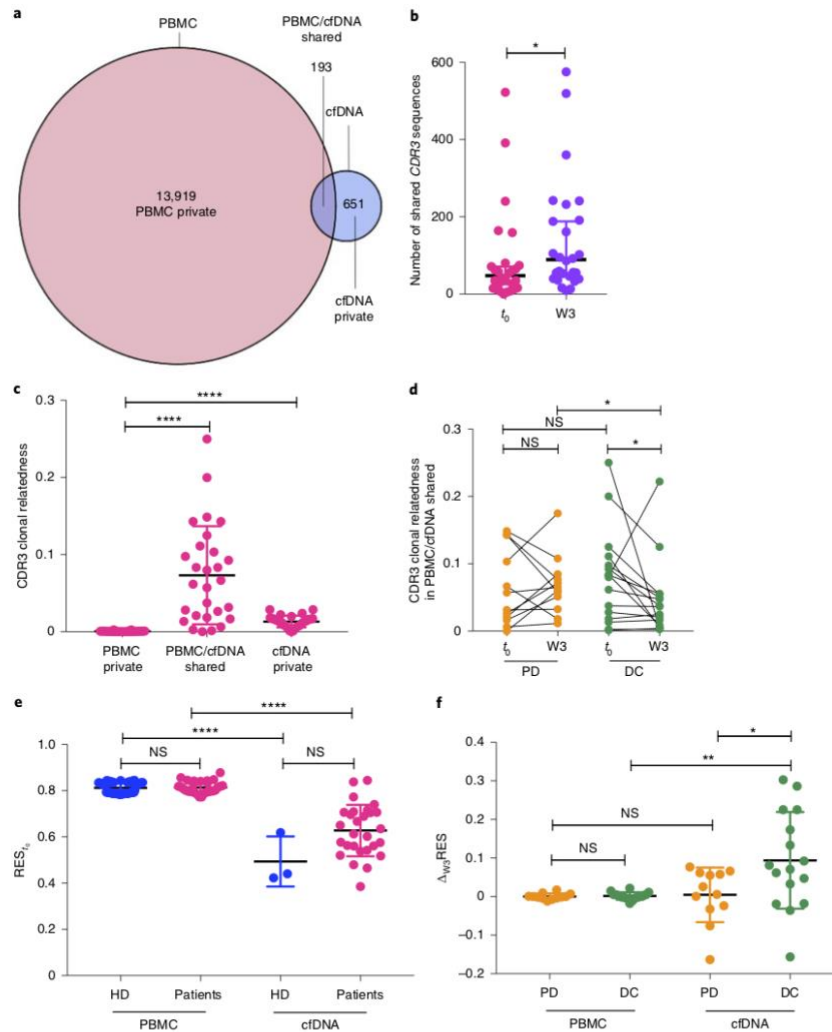 a
PBMC
PBMC/cfDNA
shared
193
cfDNA
13,919
PBMC private
651
cfDNA
private
b
*
Number of shared CDR3 sequences
600
400
200
0
t0
W3
c
****
****
CDR3 clonal relatedness
0.3
0.2
0.1
0
PBMC
private
PBMC/cfDNA
shared
cfDNA
private
d
*
NS
NS
*
CDR3 clonal relatedness
in PBMC/cfDNA shared
0.3
0.2
0.1
0
t0
W3
t0
W3
PD
DC
e
****
****
NS
NS
RESt0
1.0
0.8
0.6
0.4
0.2
0
HD
Patients
HD
Patients
PBMC
cfDNA
f
*
**
NS
NS
ΔW3RES
0.4
0.3
0.2
0.1
0
−0.1
−0.2
PD
DC
PD
DC
PBMC
cfDNA